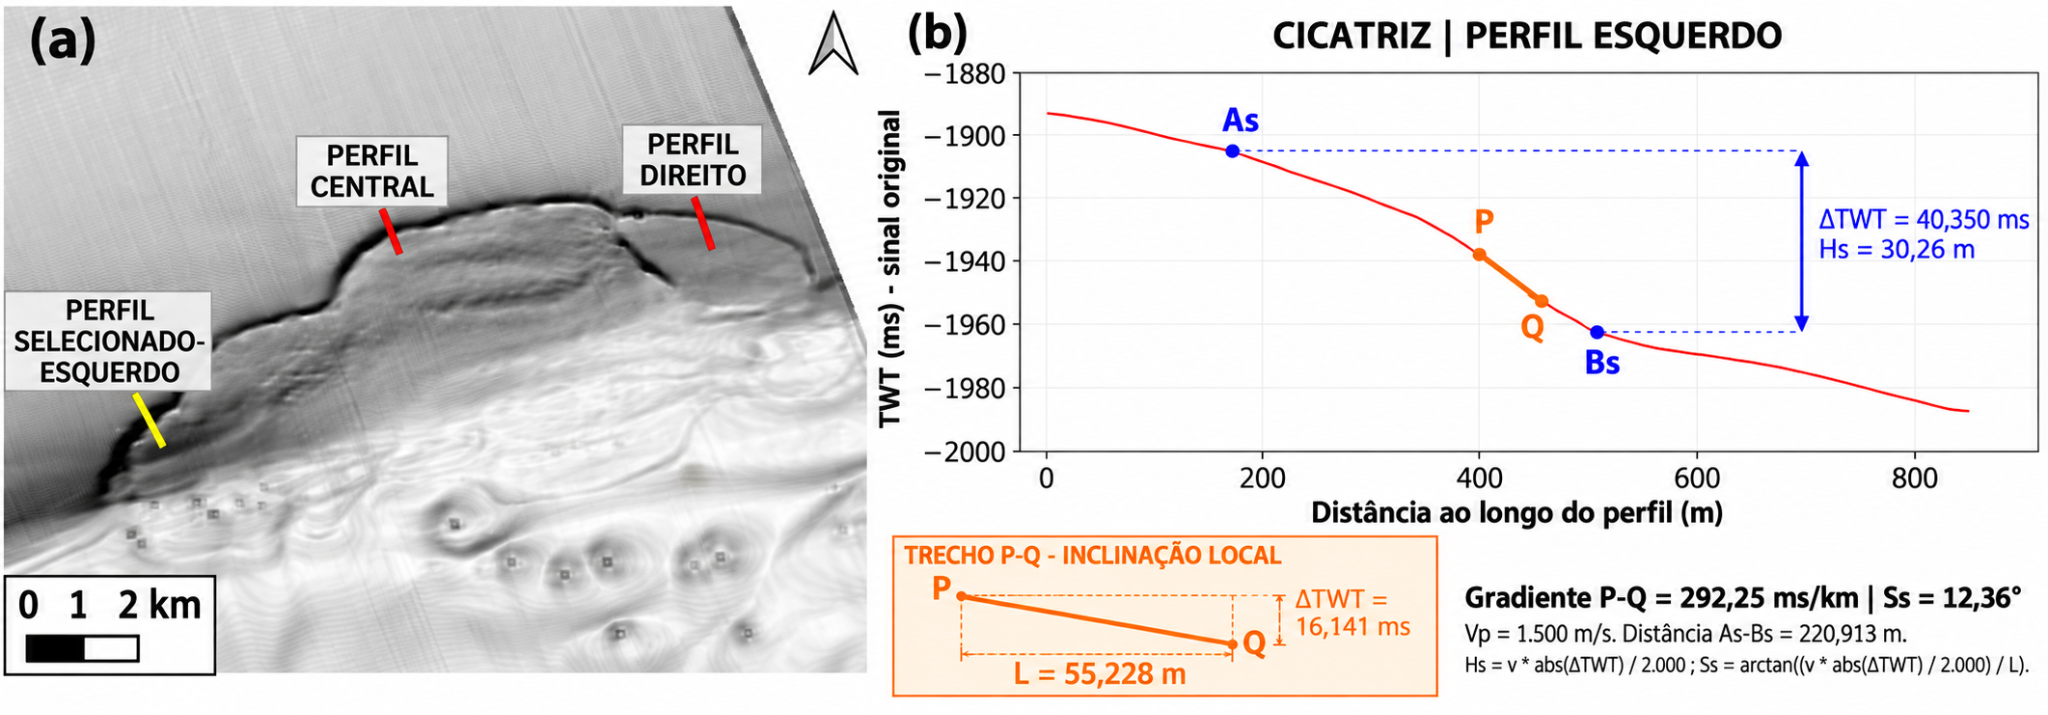 (a)
PERFIL
CENTRAL
PERFIL
DIREITO
PERFIL
SELECIONADO-
ESQUERDO
0 1 2 km
(b)
CICATRIZ | PERFIL ESQUERDO
TWT (ms) - sinal original
−1880
−1900
−1920
−1940
−1960
−1980
−2000
As
P
Q
Bs
ΔTWT = 40,350 ms
Hs = 30,26 m
0 200 400 600 800
Distância ao longo do perfil (m)
TRECHO P-Q - INCLINAÇÃO LOCAL
P
Q
ΔTWT =
16,141 ms
L = 55,228 m
Gradiente P-Q = 292,25 ms/km | Ss = 12,36°
Vp = 1.500 m/s. Distância As-Bs = 220,913 m.
Hs = v * abs(ΔTWT) / 2.000 ; Ss = arctan((v * abs(ΔTWT) / 2.000) / L).